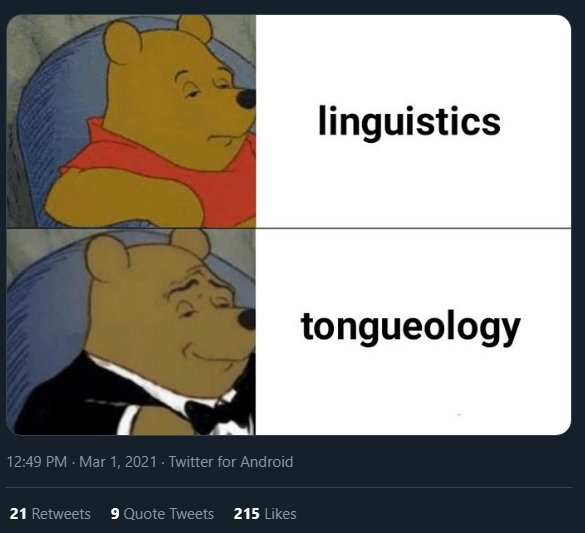 linguistics
tongueology
12:49 PM · Mar 1, 2021 · Twitter for Android
21 Retweets 9 Quote Tweets 215 Likes